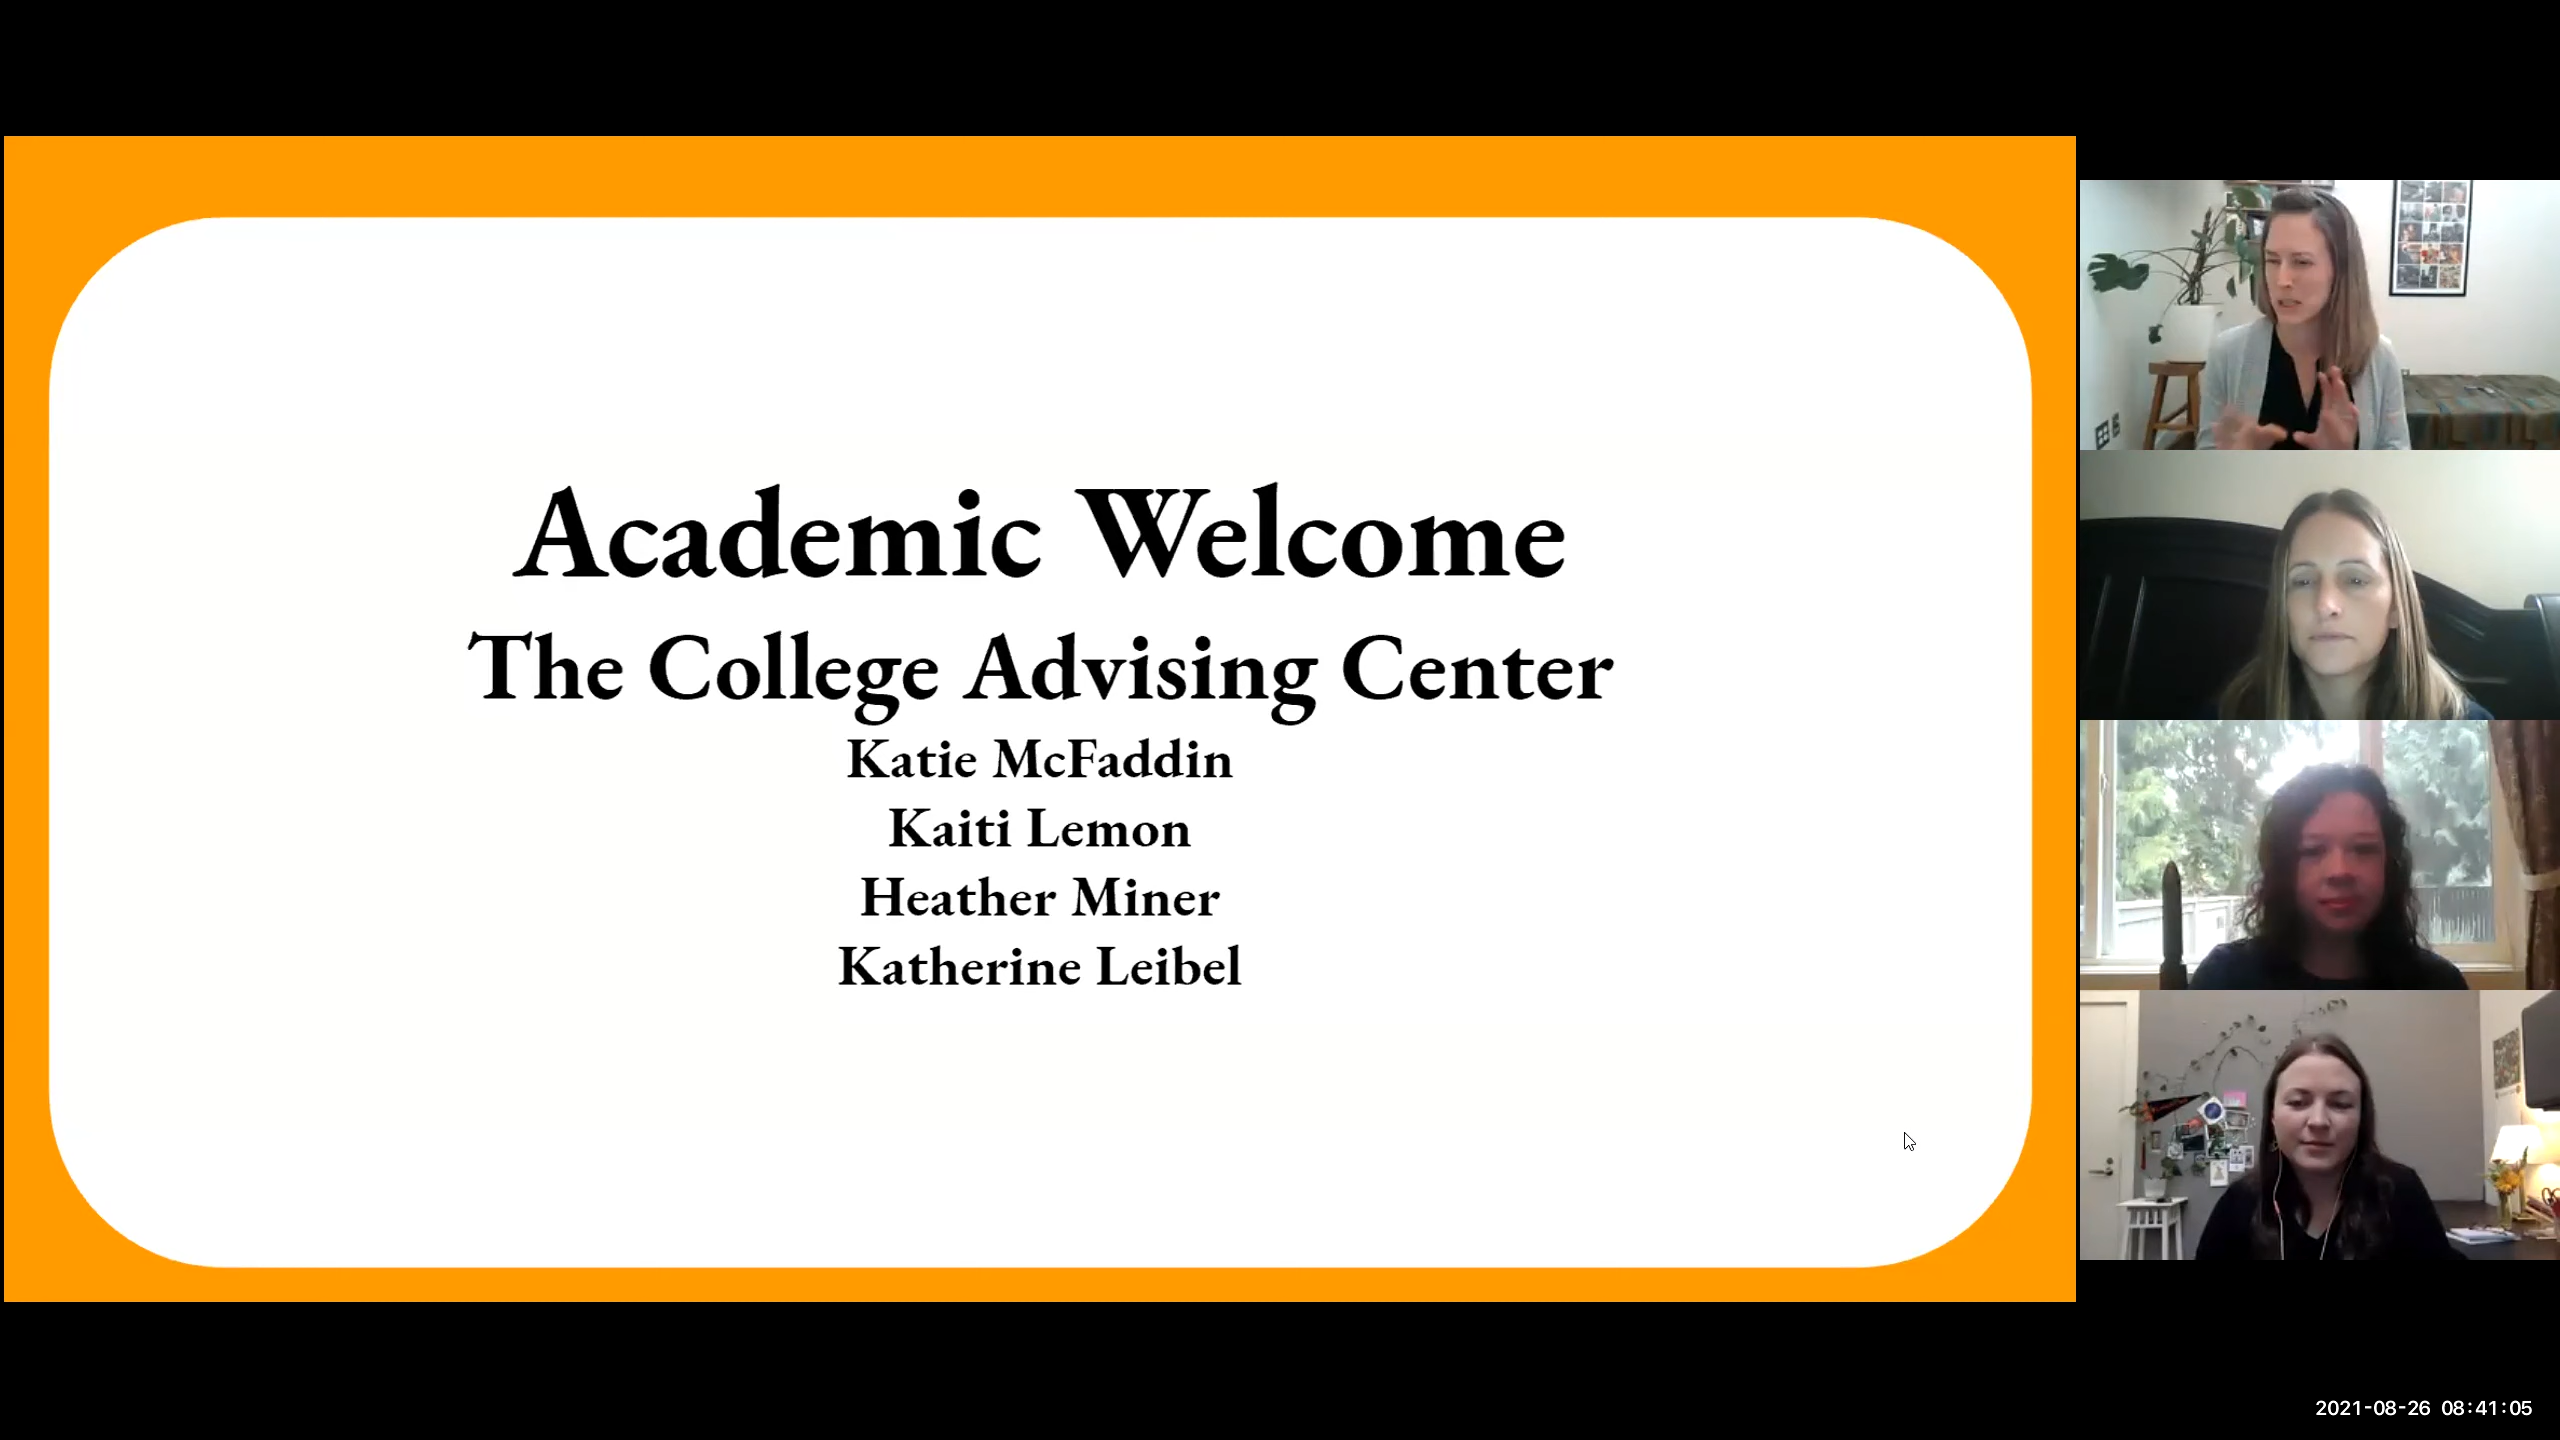 Academic Welcome
The College Advising Center
Katie McFaddin
Kaiti Lemon
Heather Miner
Katherine Leibel
2021-08-26 08:41:05